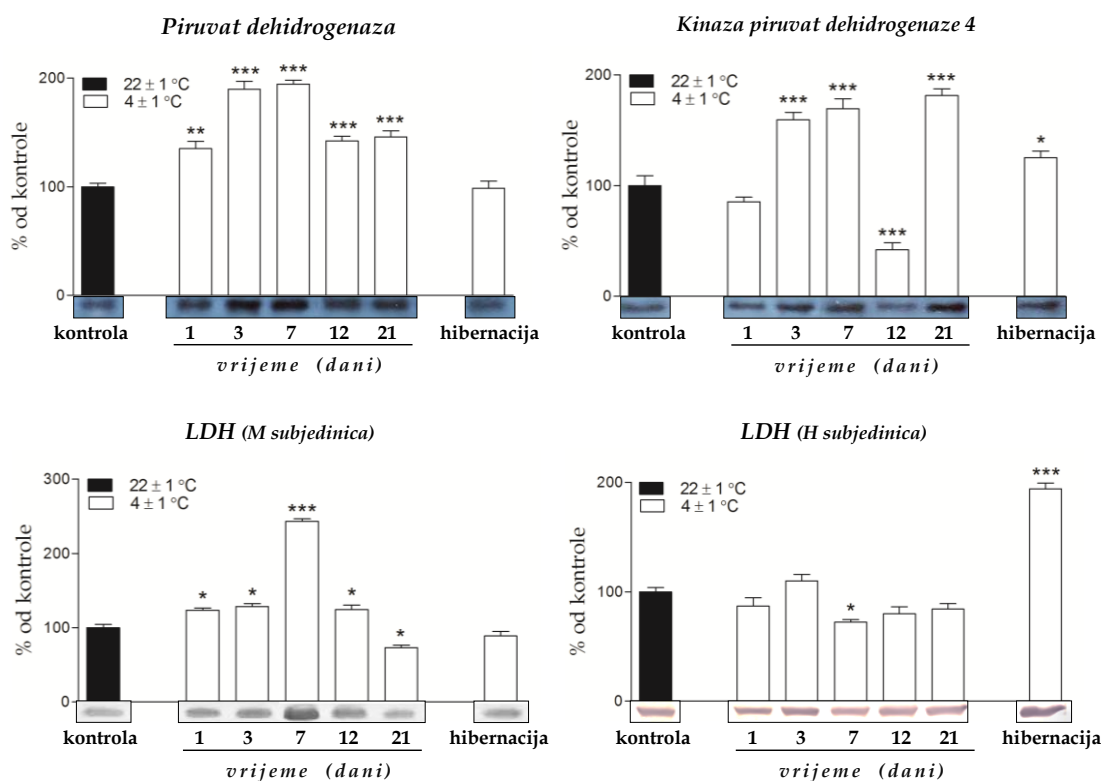 Piruvat dehidrogenaza
22 ± 1 °C
4 ± 1 °C
% od kontrole
200
100
0
**
***
***
***
***
kontrola
1 3 7 12 21
hibernacija
vrijeme (dani)
Kinaza piruvat dehidrogenaze 4
22 ± 1 °C
4 ± 1 °C
% od kontrole
200
100
0
***
***
***
***
*
kontrola
1 3 7 12 21
hibernacija
vrijeme (dani)
LDH (M subjedinica)
22 ± 1 °C
4 ± 1 °C
% od kontrole
300
200
100
0
*
*
***
*
*
kontrola
1 3 7 12 21
hibernacija
vrijeme (dani)
LDH (H subjedinica)
22 ± 1 °C
4 ± 1 °C
% od kontrole
200
100
0
*
***
kontrola
1 3 7 12 21
hibernacija
vrijeme (dani)